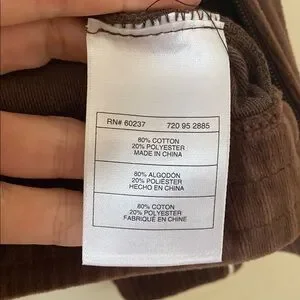 RN# 60237 720 95 2885
80% COTTON
20% POLYESTER
MADE IN CHINA
80% ALGODÓN
20% POLIÉSTER
HECHO EN CHINA
80% COTON
20% POLYESTER
FABRIQUÉ EN CHINE